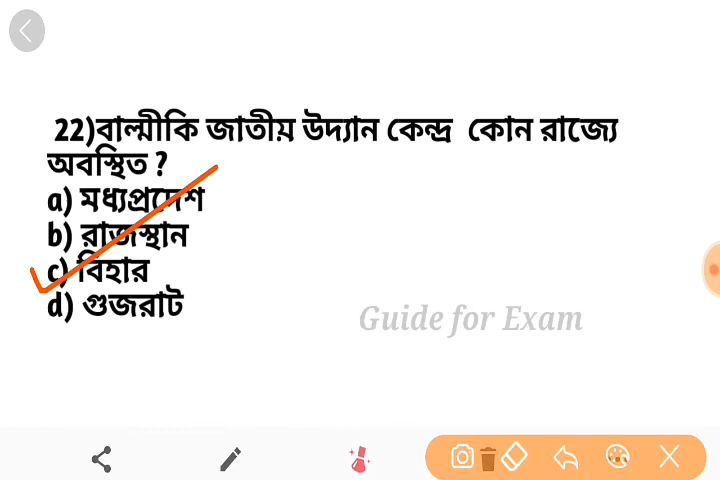 22)বাল্মীকি জাতীয় উদ্যান কেন্দ্র কোন রাজ্যে
অবস্থিত ?
a) মধ্যপ্রদেশ
b) রাজস্থান
c) বিহার
d) গুজরাট
Guide for Exam